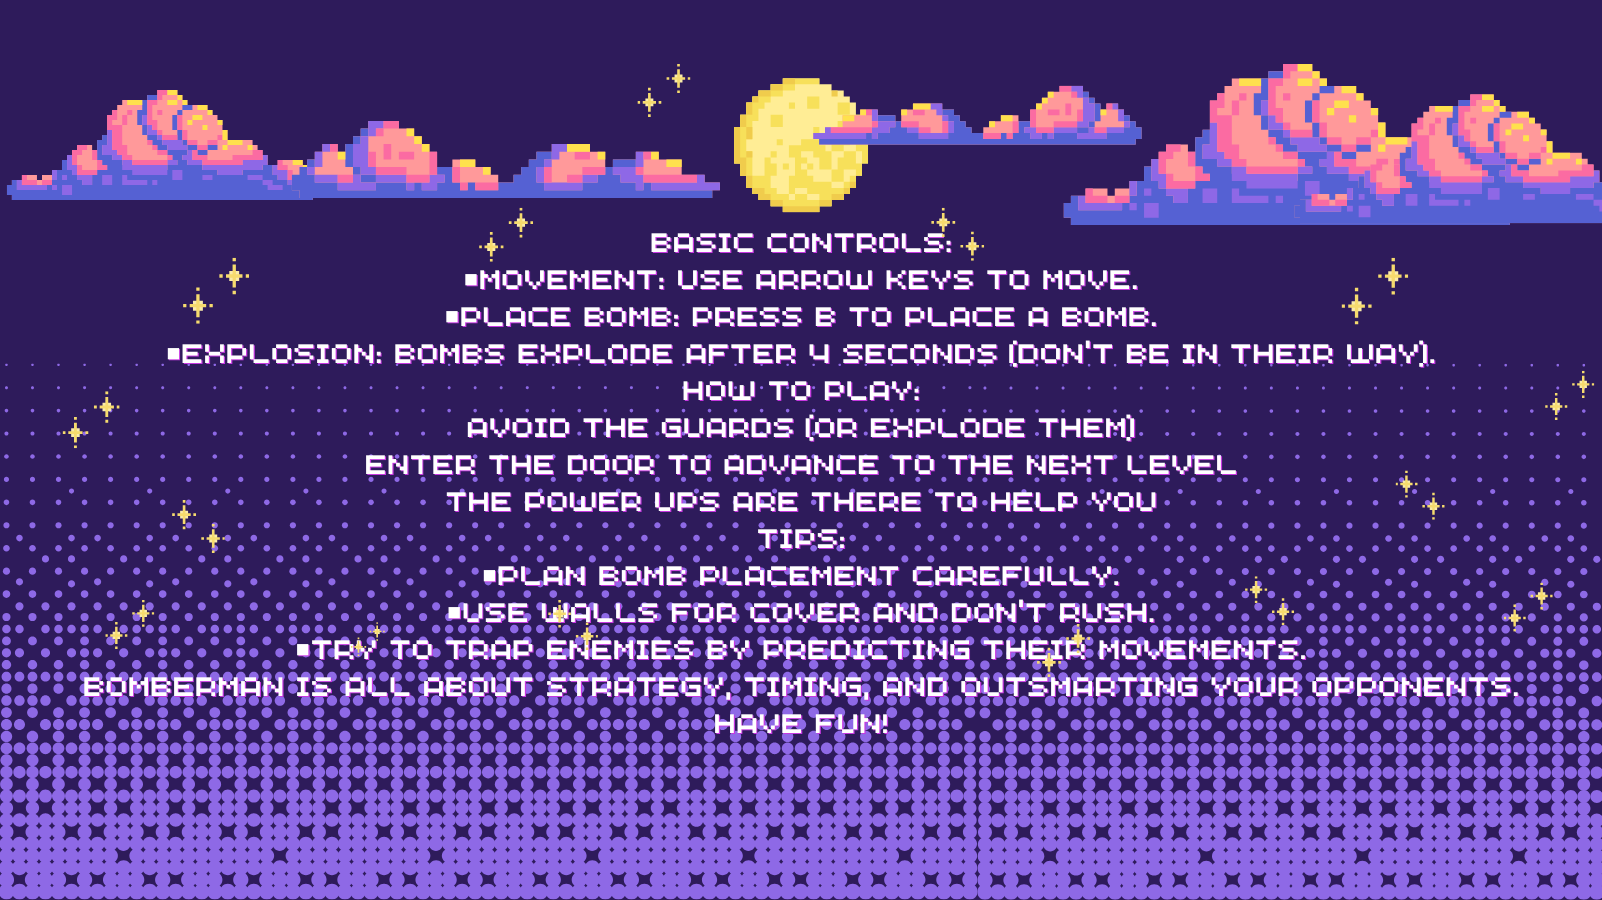 BASIC CONTROLS:
▪MOVEMENT: USE ARROW KEYS TO MOVE.
▪PLACE BOMB: PRESS B TO PLACE A BOMB.
▪EXPLOSION: BOMBS EXPLODE AFTER 4 SECONDS (DON'T BE IN THEIR WAY).
HOW TO PLAY:
AVOID THE GUARDS (OR EXPLODE THEM)
ENTER THE DOOR TO ADVANCE TO THE NEXT LEVEL
THE POWER UPS ARE THERE TO HELP YOU
TIPS:
▪PLAN BOMB PLACEMENT CAREFULLY.
▪USE WALLS FOR COVER AND DON'T RUSH.
▪TRY TO TRAP ENEMIES BY PREDICTING THEIR MOVEMENTS.
BOMBERMAN IS ALL ABOUT STRATEGY, TIMING, AND OUTSMARTING YOUR OPPONENTS.
HAVE FUN!